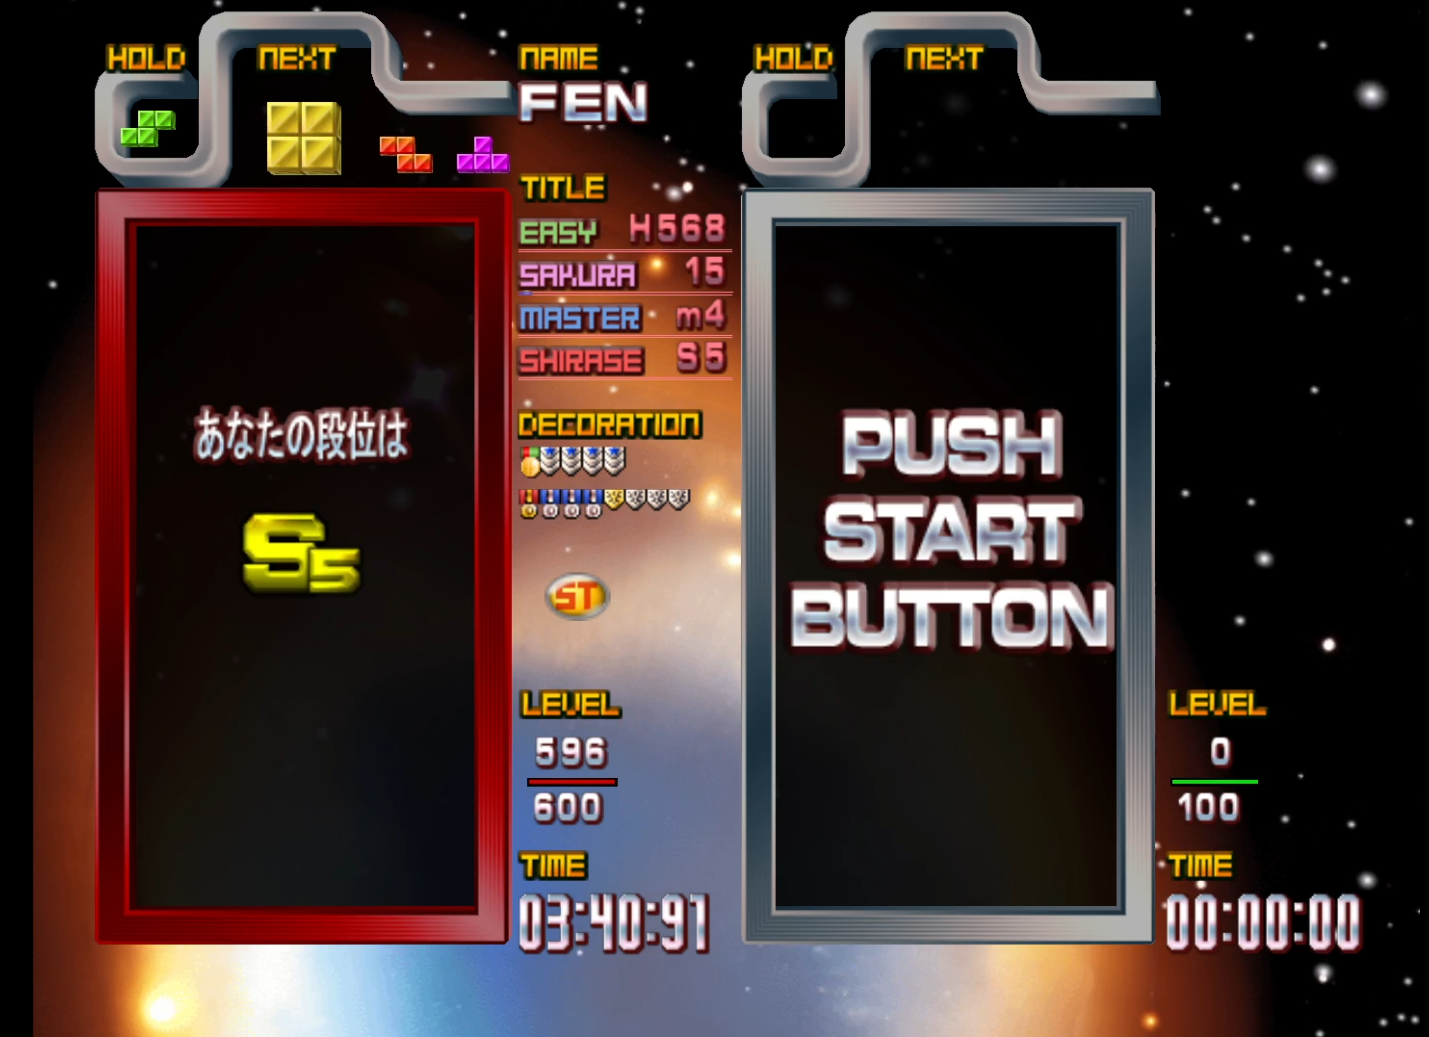 HOLD
NEXT
NAME
FEN
TITLE
EASY H568
SAKURA 15
MASTER m4
SHIRASE S5
DECORATION
ST
あなたの段位は
S5
LEVEL
596
600
TIME
03:40:91
HOLD
NEXT
PUSH
START
BUTTON
LEVEL
0
100
TIME
00:00:00